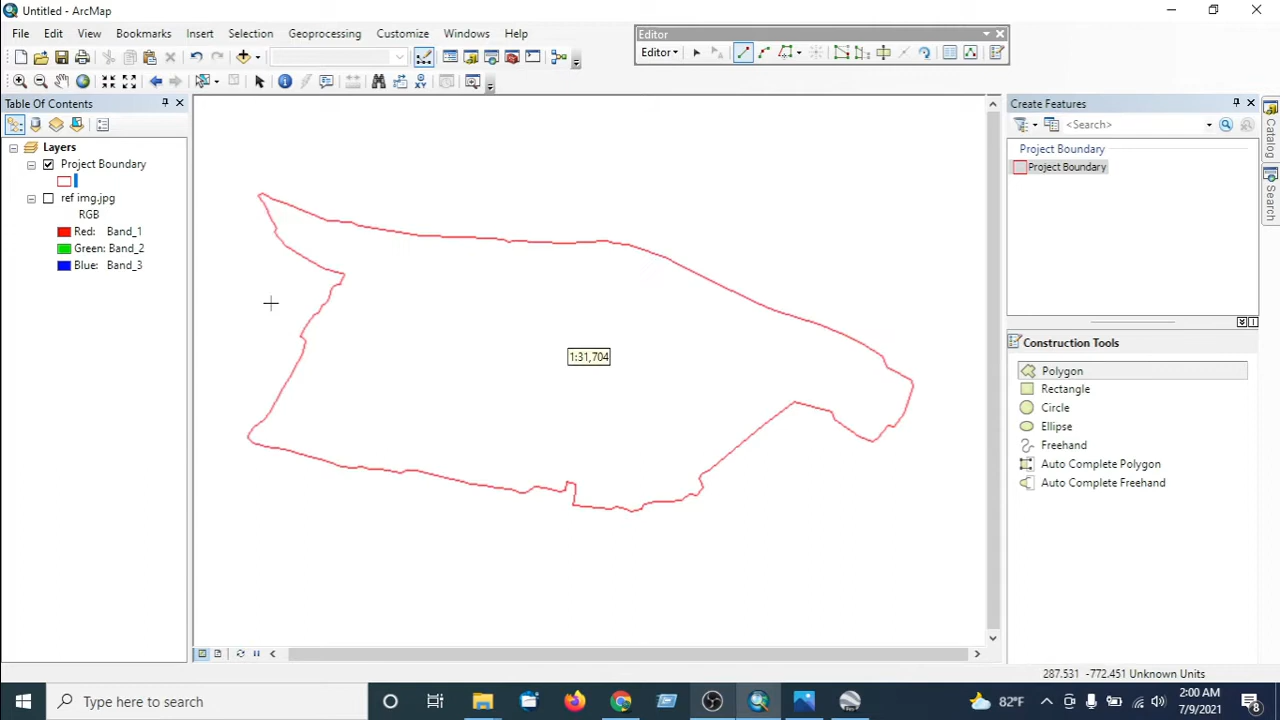 Untitled - ArcMap
File Edit View Bookmarks Insert Selection Geoprocessing Customize Windows Help
Editor
Editor
XY
Table Of Contents
Layers
Project Boundary
ref img.jpg
RGB
Red: Band_1
Green: Band_2
Blue: Band_3
1:31,704
Create Features
<Search>
Project Boundary
Project Boundary
Construction Tools
Polygon
Rectangle
Circle
Ellipse
Freehand
Auto Complete Polygon
Auto Complete Freehand
Catalog
Search
287.531 -772.451 Unknown Units
Type here to search
82°F
2:00 AM
7/9/2021
8